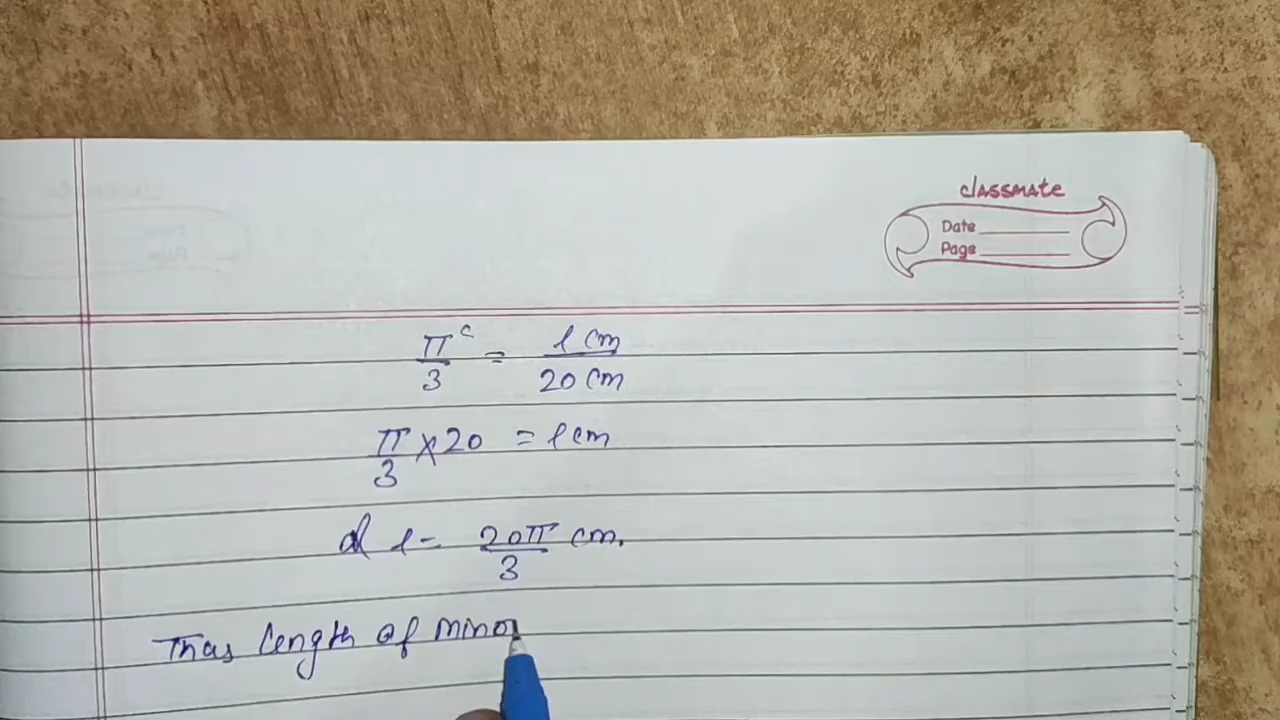 classmate
Date
Page
π^c/3 = l cm/20 cm
π/3 × 20 = l cm
l = 20π/3 cm.
Thus length of minor